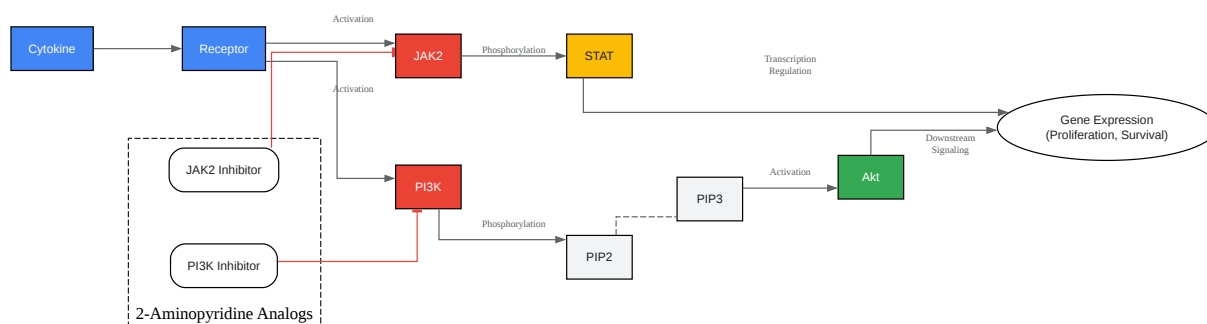 Activation
Cytokine
Receptor
JAK2
Phosphorylation
STAT
Transcription
Regulation
Activation
Gene Expression
(Proliferation, Survival)
Downstream
Signaling
JAK2 Inhibitor
PI3K
Activation
Akt
PIP3
Phosphorylation
PIP2
PI3K Inhibitor
2-Aminopyridine Analogs